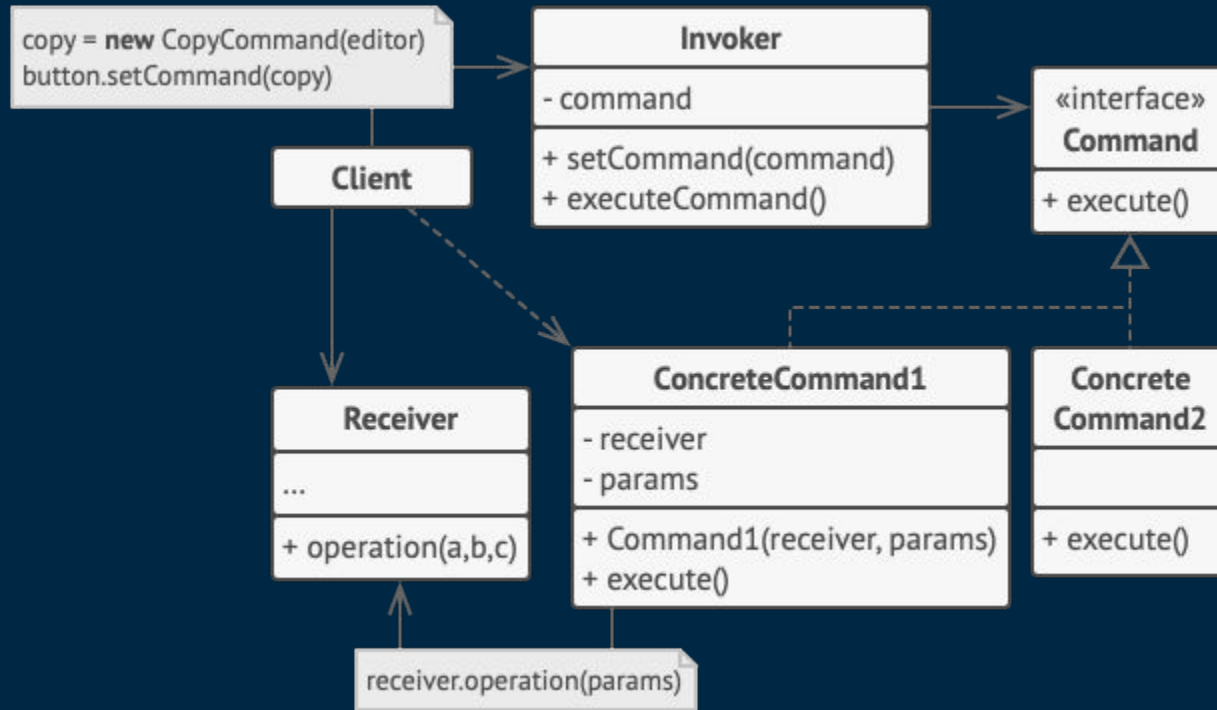 copy = new CopyCommand(editor)
button.setCommand(copy)
Client
Invoker
- command
+ setCommand(command)
+ executeCommand()
«interface»
Command
+ execute()
Receiver
...
+ operation(a,b,c)
ConcreteCommand1
- receiver
- params
+ Command1(receiver, params)
+ execute()
Concrete
Command2
+ execute()
receiver.operation(params)